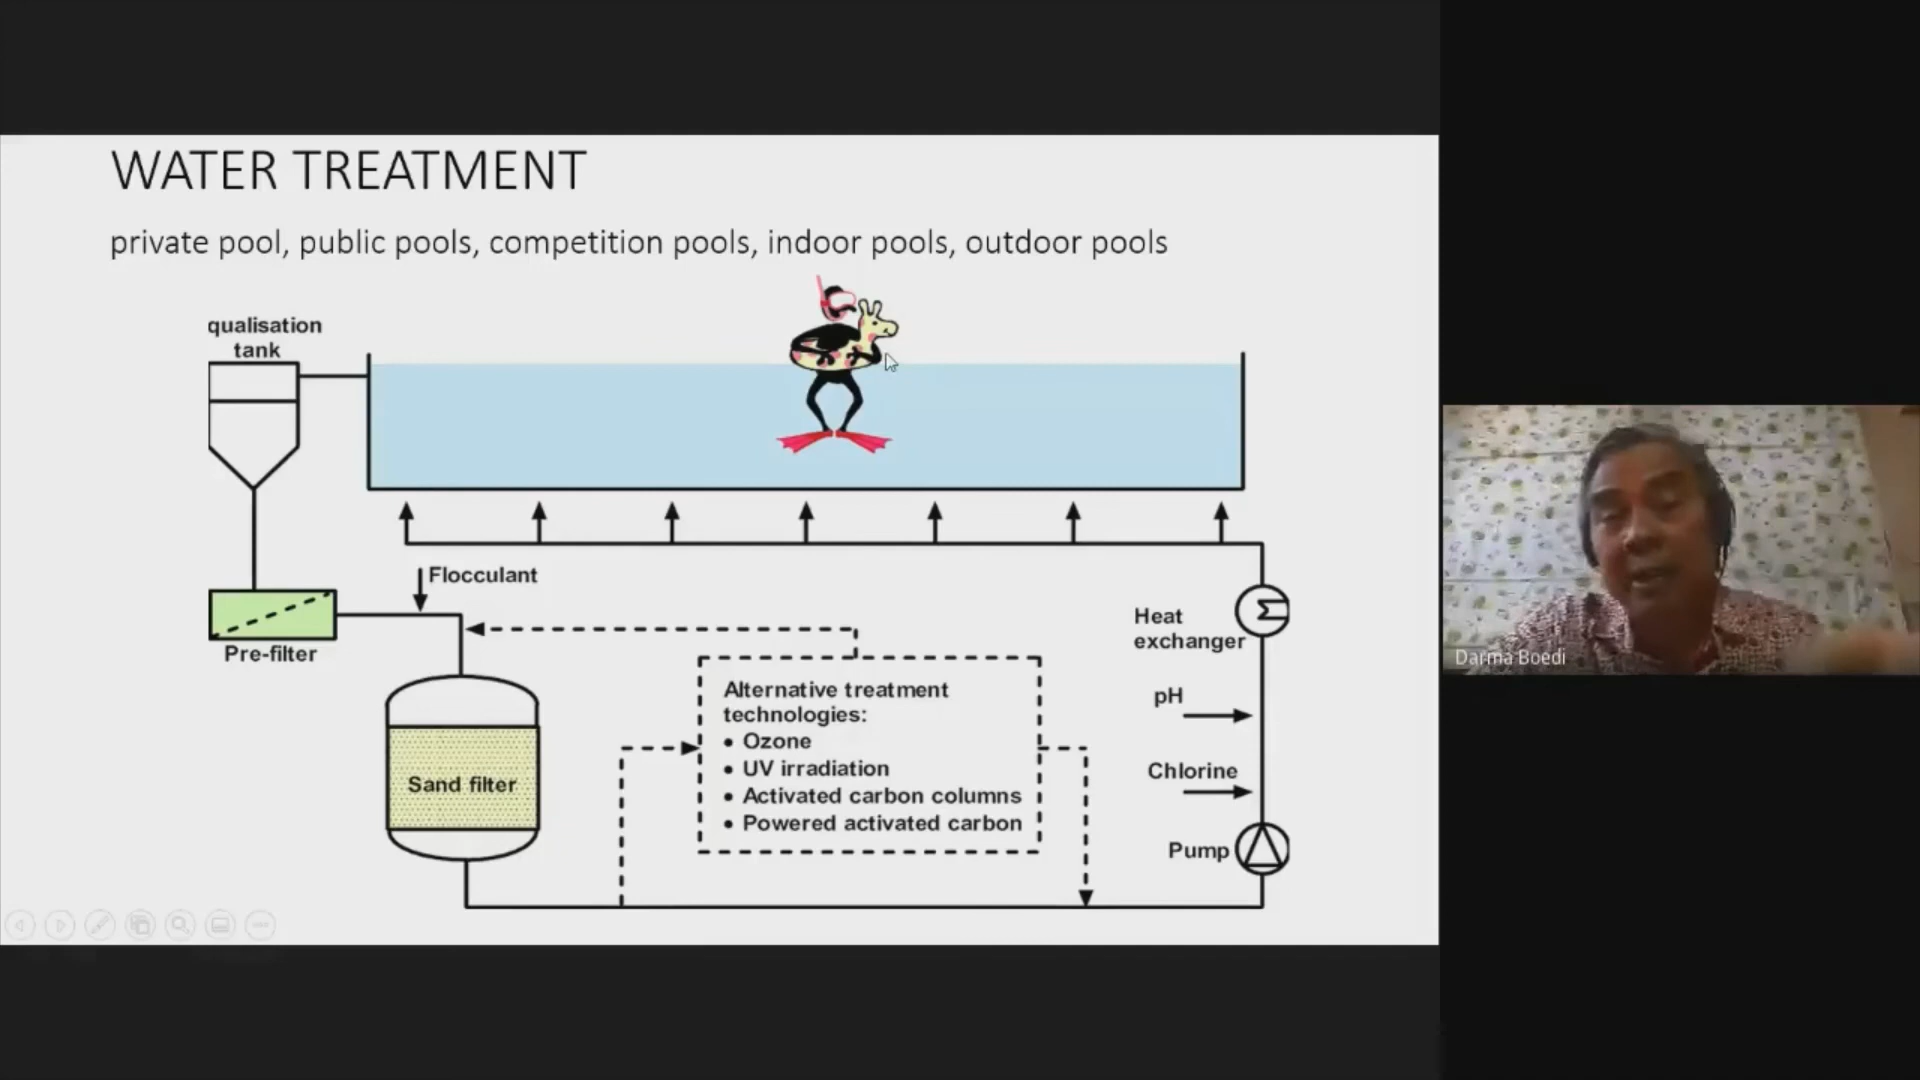 WATER TREATMENT
private pool, public pools, competition pools, indoor pools, outdoor pools
qualisation
tank
Flocculant
Pre-filter
Sand filter
Alternative treatment
technologies:
• Ozone
• UV irradiation
• Activated carbon columns
• Powered activated carbon
Heat
exchanger
pH
Chlorine
Pump
Darma Boedi